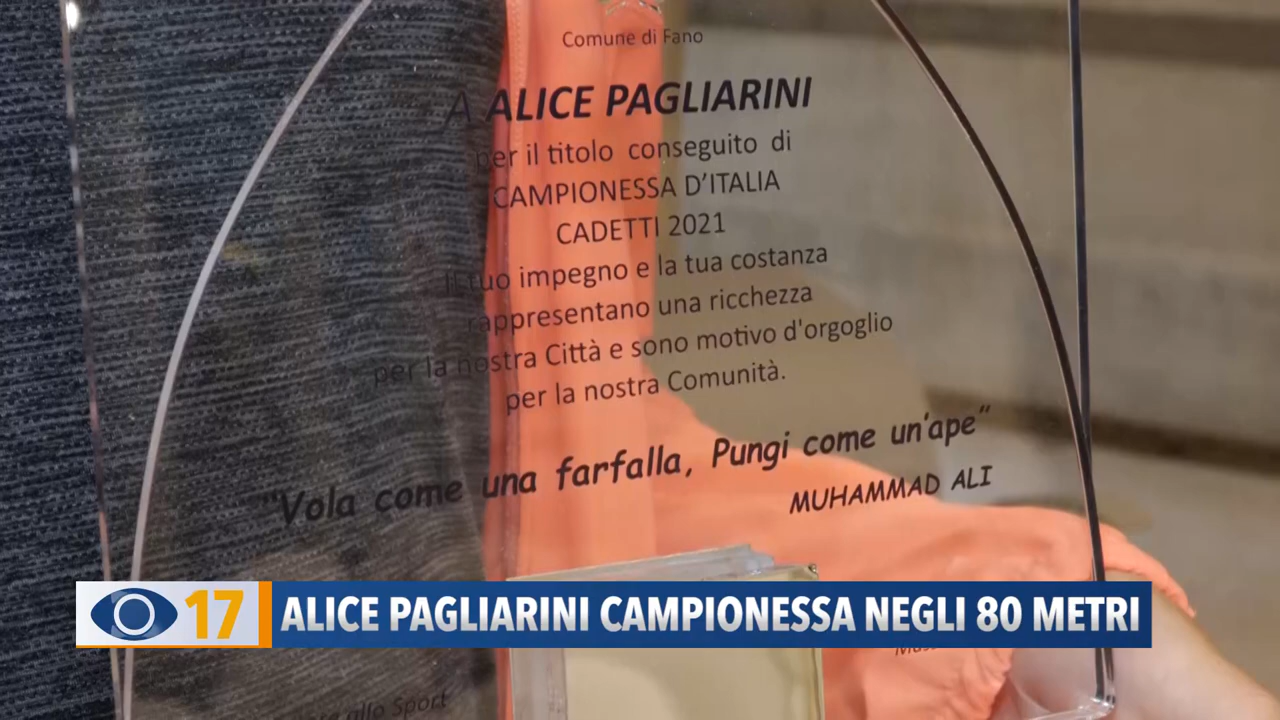 Comune di Fano
A ALICE PAGLIARINI
per il titolo conseguito di
CAMPIONESSA D'ITALIA
CADETTI 2021
Il tuo impegno e la tua costanza
rappresentano una ricchezza
per la nostra Città e sono motivo d'orgoglio
per la nostra Comunità.
"Vola come una farfalla, Pungi come un'ape"
MUHAMMAD ALI
17 ALICE PAGLIARINI CAMPIONESSA NEGLI 80 METRI
allo Sport